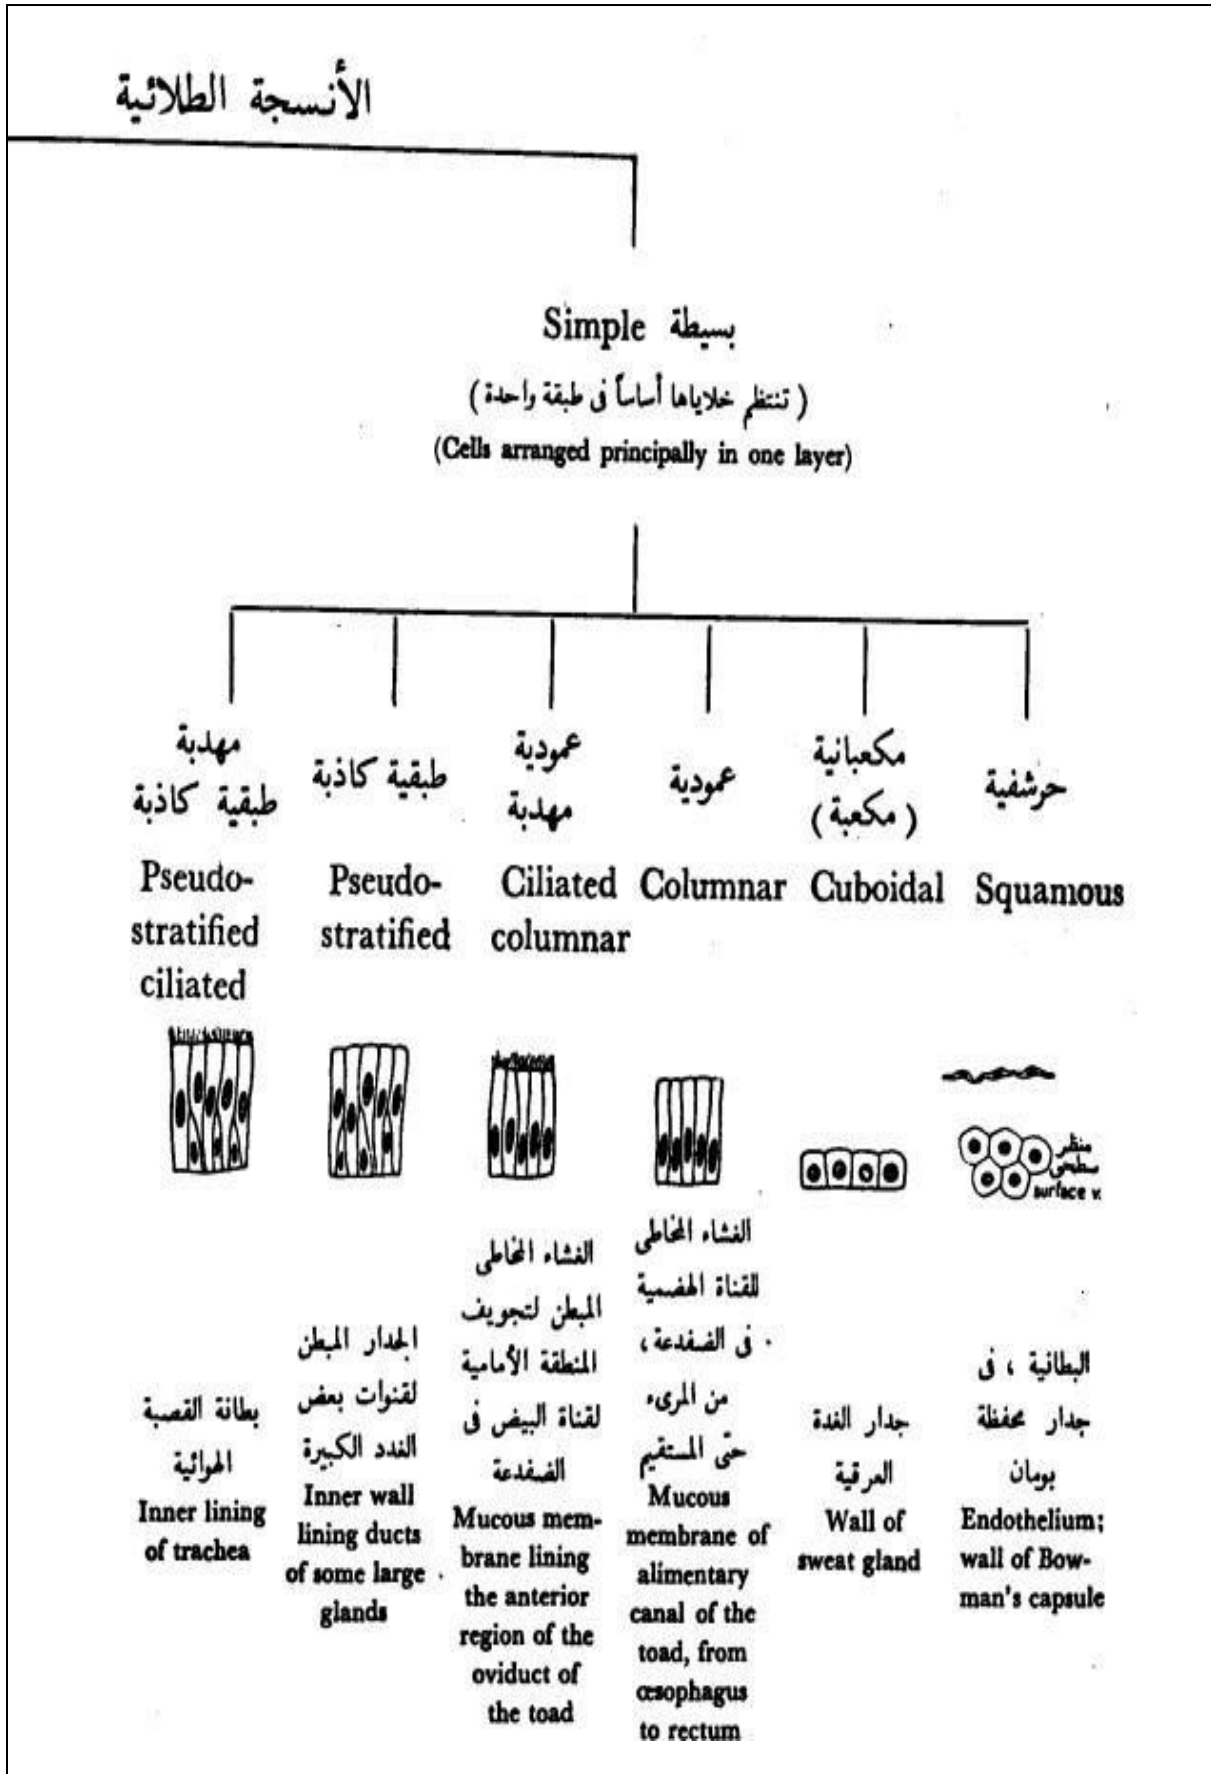 الأنسجة الطلائية
Simple بسيطة
( تنتظم خلاياها أساساً فى طبقة واحدة )
(Cells arranged principally in one layer)
مهدبة
طبقية كاذبة
Pseudo-
stratified
ciliated
بطانة القصبة
الهوائية
Inner lining
of trachea
طبقية كاذبة
Pseudo-
stratified
الجدار المبطن
لقنوات بعض
الغدد الكبيرة
Inner wall
lining ducts
of some large
glands
عمودية
مهدبة
Ciliated
columnar
الغشاء المخاطى
المبطن لتجويف
المنطقة الأمامية
لقناة البيض فى
الضفدعة
Mucous mem-
brane lining
the anterior
region of the
oviduct of
the toad
عمودية
Columnar
الغشاء المخاطى
للقناة الهضمية
فى الضفدعة ،
من المرىء
حتّى المستقيم
Mucous
membrane of
alimentary
canal of the
toad, from
œsophagus
to rectum
مكعبانية
( مكعبة )
Cuboidal
جدار الغدة
العرقية
Wall of
sweat gland
حرشفية
Squamous
منظر
سطحى
surface v.
البطانية ، فى
جدار محفظة
بومان
Endothelium;
wall of Bow-
man's capsule